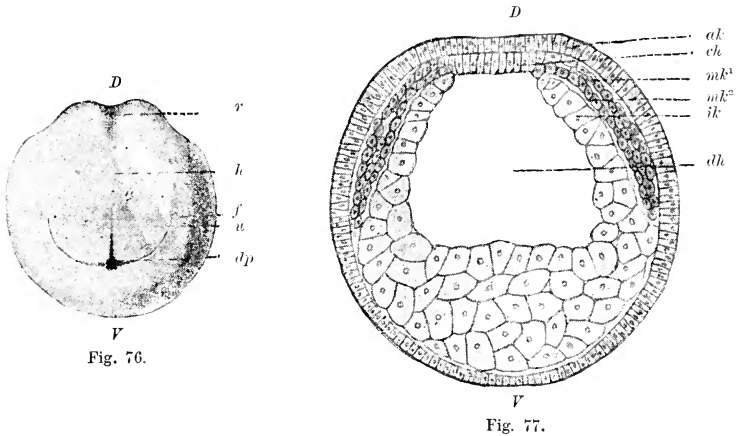 D
r
h
f
u
dp
V
Fig. 76.
D
ak
ch
mk¹
mk²
ik
dh
V
Fig. 77.